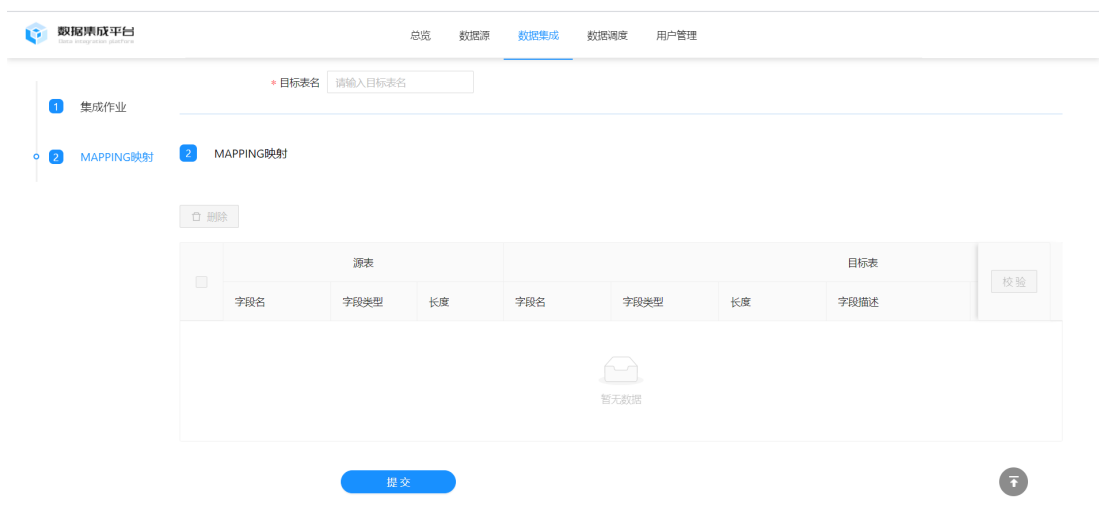 数据集成平台
Data integration platform
总览 数据源 数据集成 数据调度 用户管理
* 目标表名 请输入目标表名
1 集成作业
2 MAPPING映射
2 MAPPING映射
删除
源表 目标表 校验
字段名 字段类型 长度 字段名 字段类型 长度 字段描述
暂无数据
提交